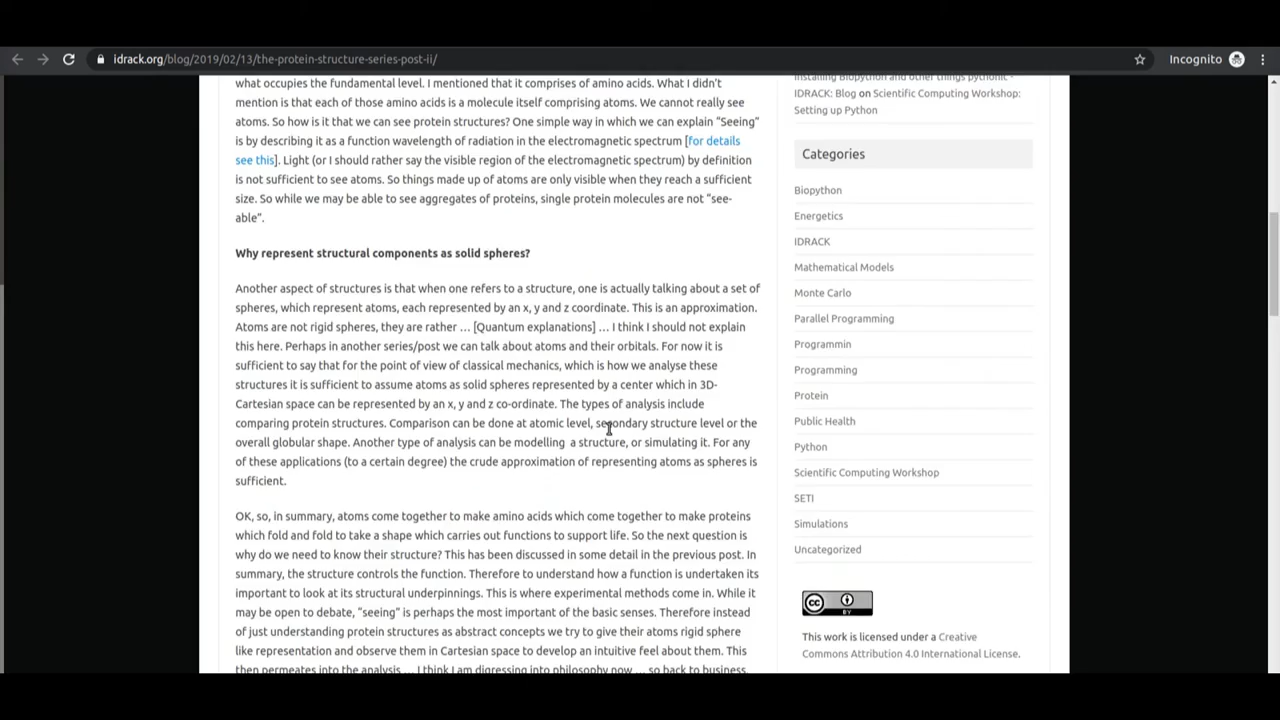 idrack.org/blog/2019/02/13/the-protein-structure-series-post-ii/
Incognito
what occupies the fundamental level. I mentioned that it comprises of amino acids. What I didn't
mention is that each of those amino acids is a molecule itself comprising atoms. We cannot really see
atoms. So how is it that we can see protein structures? One simple way in which we can explain "Seeing"
is by describing it as a function wavelength of radiation in the electromagnetic spectrum [for details
see this]. Light (or I should rather say the visible region of the electromagnetic spectrum) by definition
is not sufficient to see atoms. So things made up of atoms are only visible when they reach a sufficient
size. So while we may be able to see aggregates of proteins, single protein molecules are not "see-
able".
Why represent structural components as solid spheres?
Another aspect of structures is that when one refers to a structure, one is actually talking about a set of
spheres, which represent atoms, each represented by an x, y and z coordinate. This is an approximation.
Atoms are not rigid spheres, they are rather … [Quantum explanations] … I think I should not explain
this here. Perhaps in another series/post we can talk about atoms and their orbitals. For now it is
sufficient to say that for the point of view of classical mechanics, which is how we analyse these
structures it is sufficient to assume atoms as solid spheres represented by a center which in 3D-
Cartesian space can be represented by an x, y and z co-ordinate. The types of analysis include
comparing protein structures. Comparison can be done at atomic level, secondary structure level or the
overall globular shape. Another type of analysis can be modelling a structure, or simulating it. For any
of these applications (to a certain degree) the crude approximation of representing atoms as spheres is
sufficient.
OK, so, in summary, atoms come together to make amino acids which come together to make proteins
which fold and fold to take a shape which carries out functions to support life. So the next question is
why do we need to know their structure? This has been discussed in some detail in the previous post. In
summary, the structure controls the function. Therefore to understand how a function is undertaken its
important to look at its structural underpinnings. This is where experimental methods come in. While it
may be open to debate, "seeing" is perhaps the most important of the basic senses. Therefore instead
of just understanding protein structures as abstract concepts we try to give their atoms rigid sphere
like representation and observe them in Cartesian space to develop an intuitive feel about them. This
then permeates into the analysis … I think I am digressing into philosophy now … so back to business.
Installing Biopython and other things pythonic -
IDRACK: Blog on Scientific Computing Workshop:
Setting up Python
Categories
Biopython
Energetics
IDRACK
Mathematical Models
Monte Carlo
Parallel Programming
Programmin
Programming
Protein
Public Health
Python
Scientific Computing Workshop
SETI
Simulations
Uncategorized
cc
BY
This work is licensed under a Creative
Commons Attribution 4.0 International License.